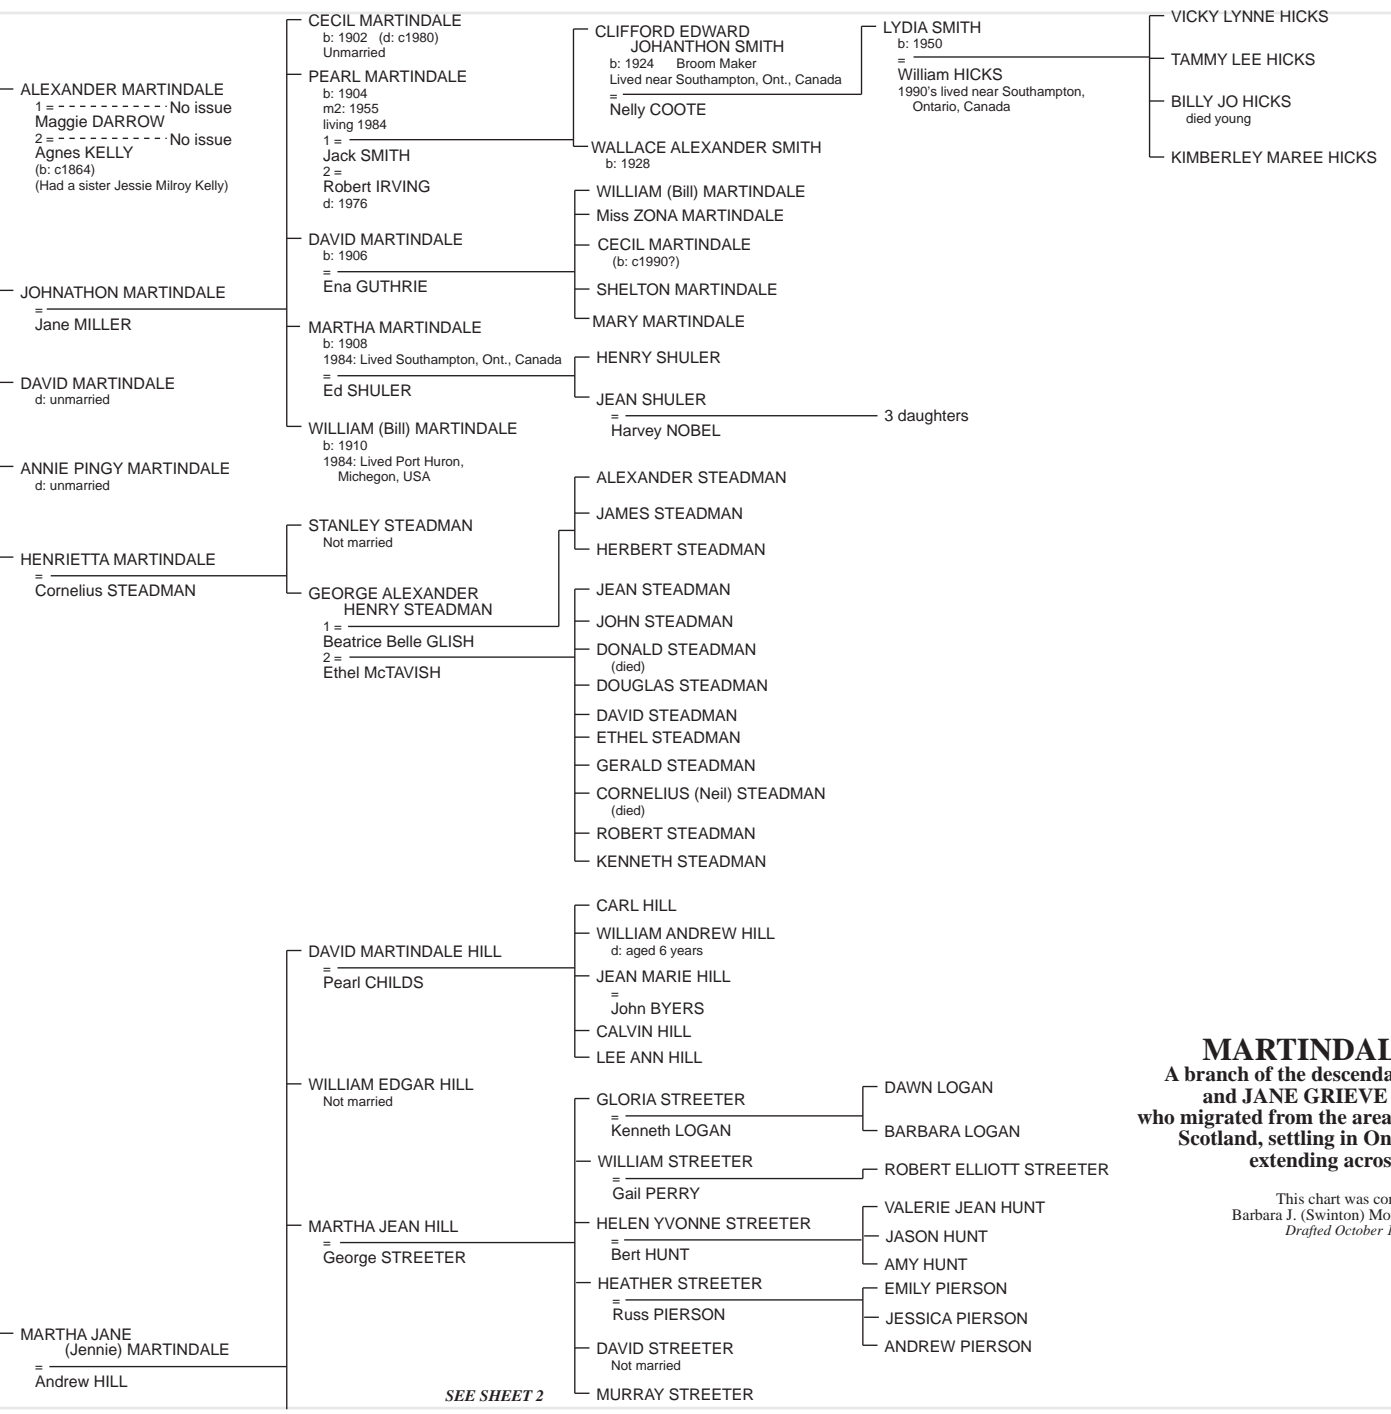 ALEXANDER MARTINDALE
1 = No issue
Maggie DARROW
2 = No issue
Agnes KELLY
(b: c1864)
(Had a sister Jessie Milroy Kelly)
JOHNATHON MARTINDALE
=
Jane MILLER
DAVID MARTINDALE
d: unmarried
ANNIE PINGY MARTINDALE
d: unmarried
HENRIETTA MARTINDALE
=
Cornelius STEADMAN
MARTHA JANE
(Jennie) MARTINDALE
=
Andrew HILL
CECIL MARTINDALE
b: 1902 (d: c1980)
Unmarried
PEARL MARTINDALE
b: 1904
m2: 1955
living 1984
1 =
Jack SMITH
2 =
Robert IRVING
d: 1976
DAVID MARTINDALE
b: 1906
=
Ena GUTHRIE
MARTHA MARTINDALE
b: 1908
1984: Lived Southampton, Ont., Canada
=
Ed SHULER
WILLIAM (Bill) MARTINDALE
b: 1910
1984: Lived Port Huron,
Michegon, USA
STANLEY STEADMAN
Not married
GEORGE ALEXANDER
HENRY STEADMAN
1 =
Beatrice Belle GLISH
2 =
Ethel McTAVISH
DAVID MARTINDALE HILL
=
Pearl CHILDS
WILLIAM EDGAR HILL
Not married
MARTHA JEAN HILL
=
George STREETER
SEE SHEET 2
CLIFFORD EDWARD
JOHANTHON SMITH
b: 1924 Broom Maker
Lived near Southampton, Ont., Canada
=
Nelly COOTE
WALLACE ALEXANDER SMITH
b: 1928
WILLIAM (Bill) MARTINDALE
Miss ZONA MARTINDALE
CECIL MARTINDALE
(b: c1990?)
SHELTON MARTINDALE
MARY MARTINDALE
HENRY SHULER
JEAN SHULER
=
Harvey NOBEL
ALEXANDER STEADMAN
JAMES STEADMAN
HERBERT STEADMAN
JEAN STEADMAN
JOHN STEADMAN
DONALD STEADMAN
(died)
DOUGLAS STEADMAN
DAVID STEADMAN
ETHEL STEADMAN
GERALD STEADMAN
CORNELIUS (Neil) STEADMAN
(died)
ROBERT STEADMAN
KENNETH STEADMAN
CARL HILL
WILLIAM ANDREW HILL
d: aged 6 years
JEAN MARIE HILL
=
John BYERS
CALVIN HILL
LEE ANN HILL
GLORIA STREETER
=
Kenneth LOGAN
WILLIAM STREETER
=
Gail PERRY
HELEN YVONNE STREETER
=
Bert HUNT
HEATHER STREETER
=
Russ PIERSON
DAVID STREETER
Not married
MURRAY STREETER
LYDIA SMITH
b: 1950
=
William HICKS
1990's lived near Southampton,
Ontario, Canada
3 daughters
DAWN LOGAN
BARBARA LOGAN
ROBERT ELLIOTT STREETER
VALERIE JEAN HUNT
JASON HUNT
AMY HUNT
EMILY PIERSON
JESSICA PIERSON
ANDREW PIERSON
VICKY LYNNE HICKS
TAMMY LEE HICKS
BILLY JO HICKS
died young
KIMBERLEY MAREE HICKS
MARTINDAL
A branch of the descenda
and JANE GRIEVE
who migrated from the area
Scotland, settling in On
extending acros
This chart was co
Barbara J. (Swinton) Mo
Drafted October 1